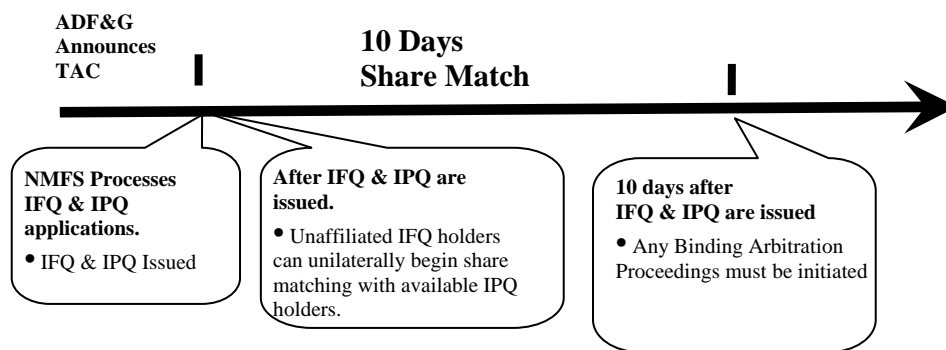 ADF&G
Announces
TAC
10 Days
Share Match
NMFS Processes
IFQ & IPQ
applications.
• IFQ & IPQ Issued
After IFQ & IPQ are
issued.
• Unaffiliated IFQ holders
can unilaterally begin share
matching with available IPQ
holders.
10 days after
IFQ & IPQ are issued
• Any Binding Arbitration
Proceedings must be initiated